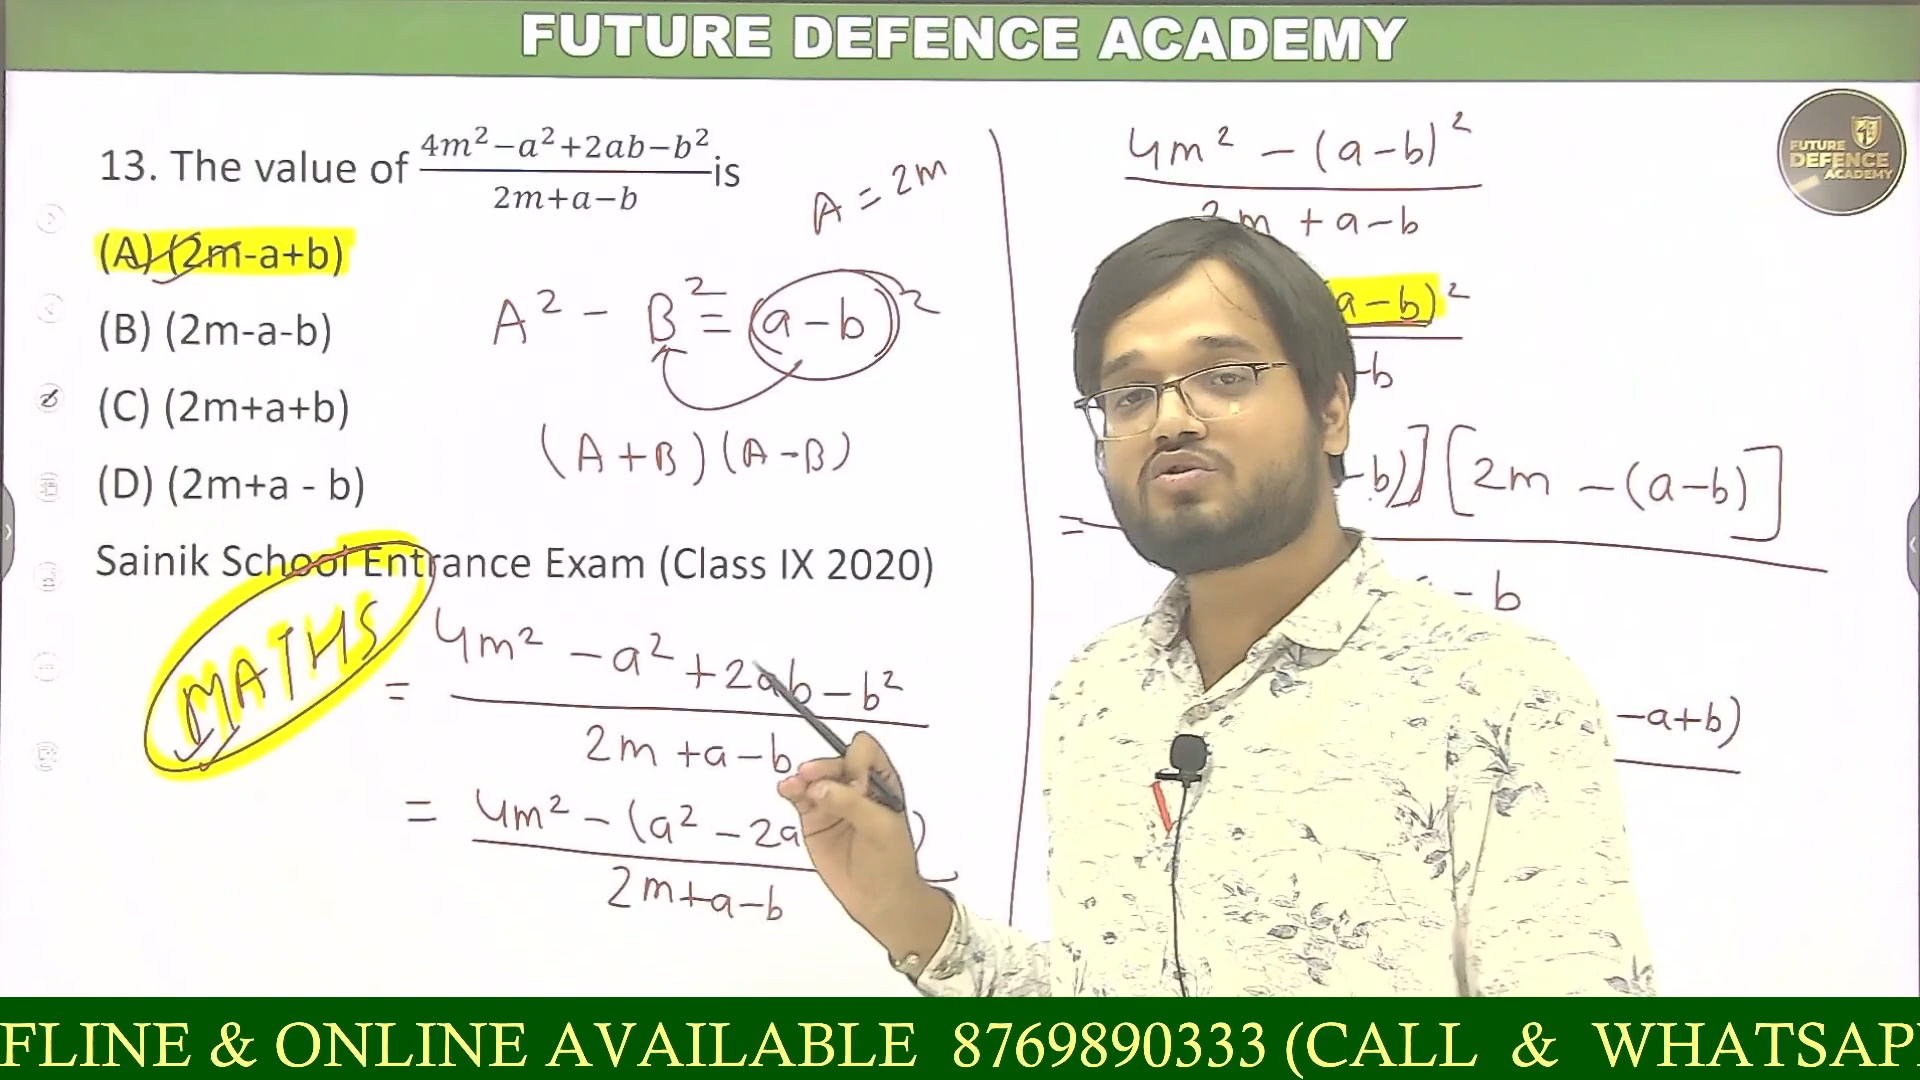 FUTURE DEFENCE ACADEMY
13. The value of 4m²−a²+2ab−b² / 2m+a−b is
(A) (2m-a+b)
(B) (2m-a-b)
(C) (2m+a+b)
(D) (2m+a - b)
Sainik School Entrance Exam (Class IX 2020)
MATHS
A = 2m
A² − B² = (a−b)²
(A+B)(A−B)
= 4m² − a² + 2ab − b²
2m + a − b
= 4m² − (a² − 2a )
2m+a−b
4m² − (a−b)²
2m + a−b
a−b)²
-b
=
-b)] [2m − (a−b)]
- b
−a+b)
FUTURE
DEFENCE
ACADEMY
FLINE & ONLINE AVAILABLE 8769890333 (CALL & WHATSAP